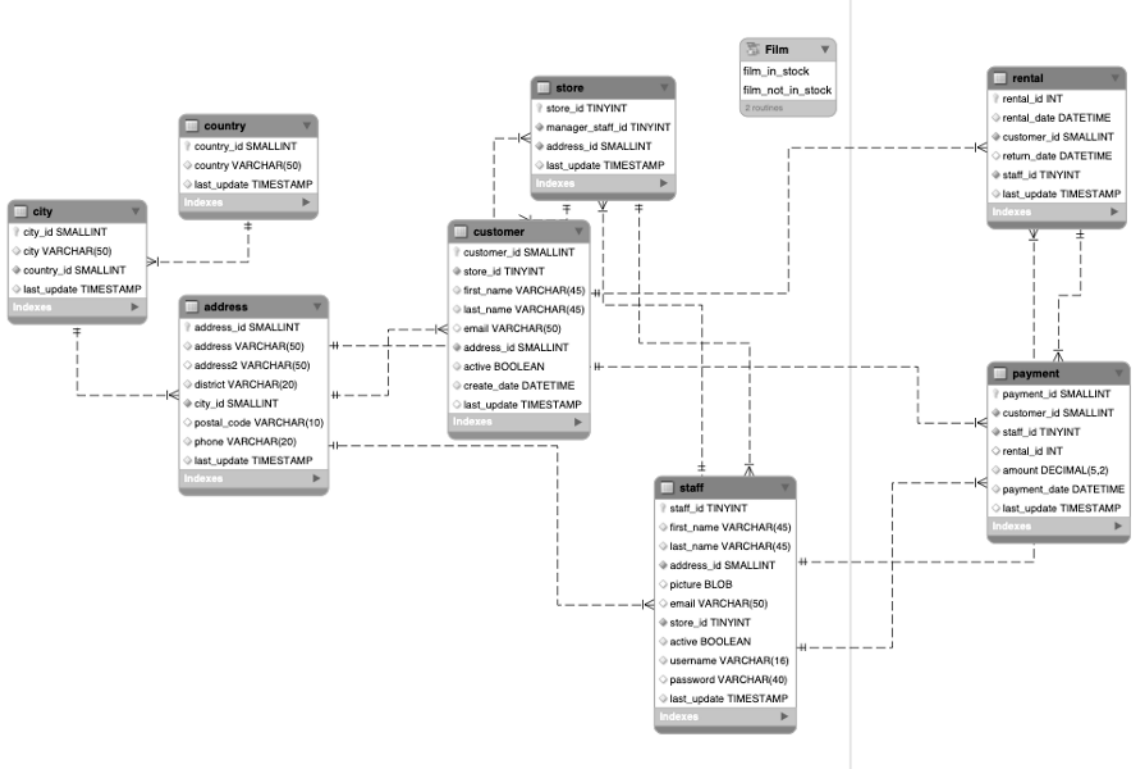 Film
film_in_stock
film_not_in_stock
2 routines
store
store_id TINYINT
manager_staff_id TINYINT
address_id SMALLINT
last_update TIMESTAMP
Indexes
rental
rental_id INT
rental_date DATETIME
customer_id SMALLINT
return_date DATETIME
staff_id TINYINT
last_update TIMESTAMP
Indexes
country
country_id SMALLINT
country VARCHAR(50)
last_update TIMESTAMP
Indexes
city
city_id SMALLINT
city VARCHAR(50)
country_id SMALLINT
last_update TIMESTAMP
Indexes
customer
customer_id SMALLINT
store_id TINYINT
first_name VARCHAR(45)
last_name VARCHAR(45)
email VARCHAR(50)
address_id SMALLINT
active BOOLEAN
create_date DATETIME
last_update TIMESTAMP
Indexes
address
address_id SMALLINT
address VARCHAR(50)
address2 VARCHAR(50)
district VARCHAR(20)
city_id SMALLINT
postal_code VARCHAR(10)
phone VARCHAR(20)
last_update TIMESTAMP
Indexes
payment
payment_id SMALLINT
customer_id SMALLINT
staff_id TINYINT
rental_id INT
amount DECIMAL(5,2)
payment_date DATETIME
last_update TIMESTAMP
Indexes
staff
staff_id TINYINT
first_name VARCHAR(45)
last_name VARCHAR(45)
address_id SMALLINT
picture BLOB
email VARCHAR(50)
store_id TINYINT
active BOOLEAN
username VARCHAR(16)
password VARCHAR(40)
last_update TIMESTAMP
Indexes